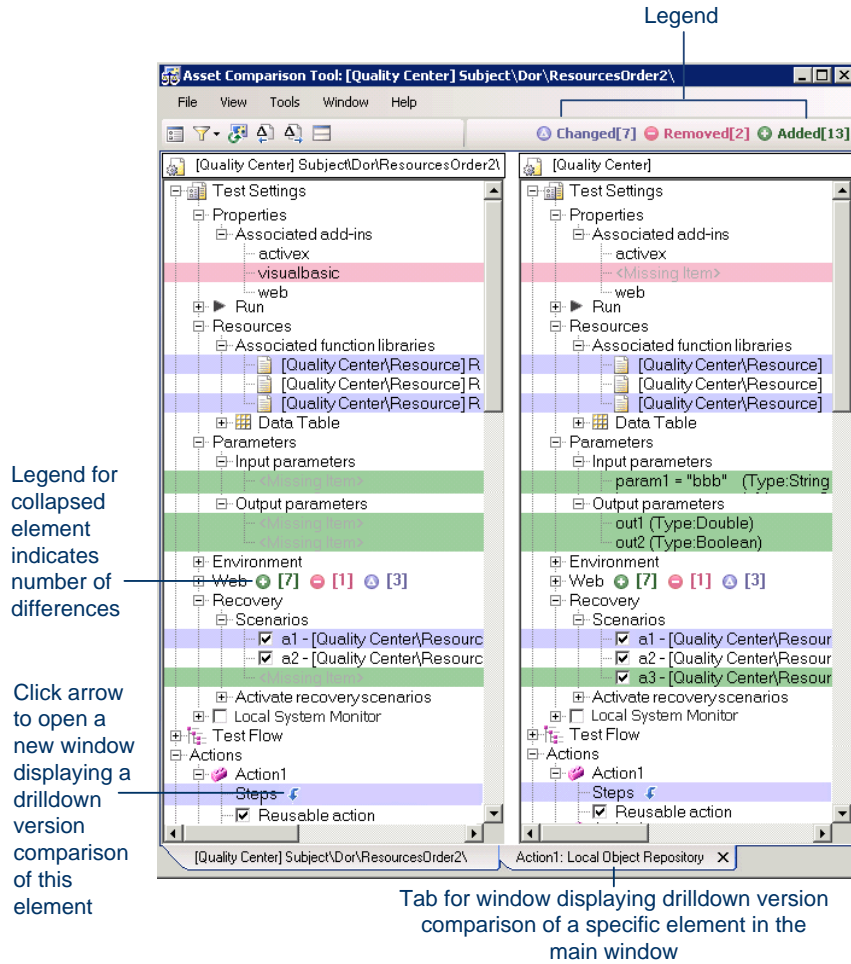 Legend
Asset Comparison Tool: [Quality Center] Subject\Dor\ResourcesOrder2\
File View Tools Window Help
Changed[7] Removed[2] Added[13]
[Quality Center] Subject\Dor\ResourcesOrder2\
Test Settings
Properties
Associated add-ins
activex
visualbasic
web
Run
Resources
Associated function libraries
[Quality Center\Resource] R
[Quality Center\Resource] R
[Quality Center\Resource] R
Data Table
Parameters
Input parameters
<Missing Item>
Output parameters
<Missing Item>
<Missing Item>
Environment
Web [7] [1] [3]
Recovery
Scenarios
a1 - [Quality Center\Resourc
a2 - [Quality Center\Resourc
<Missing Item>
Activate recovery scenarios
Local System Monitor
Test Flow
Actions
Action1
Steps
Reusable action
[Quality Center]
Test Settings
Properties
Associated add-ins
activex
<Missing Item>
web
Run
Resources
Associated function libraries
[Quality Center\Resource]
[Quality Center\Resource]
[Quality Center\Resource]
Data Table
Parameters
Input parameters
param1 = "bbb" (Type:String
Output parameters
out1 (Type:Double)
out2 (Type:Boolean)
Environment
Web [7] [1] [3]
Recovery
Scenarios
a1 - [Quality Center\Resour
a2 - [Quality Center\Resour
a3 - [Quality Center\Resour
Activate recovery scenarios
Local System Monitor
Test Flow
Actions
Action1
Steps
Reusable action
[Quality Center] Subject\Dor\ResourcesOrder2\
Action1: Local Object Repository X
Legend for
collapsed
element
indicates
number of
differences
Click arrow
to open a
new window
displaying a
drilldown
version
comparison
of this
element
Tab for window displaying drilldown version
comparison of a specific element in the
main window